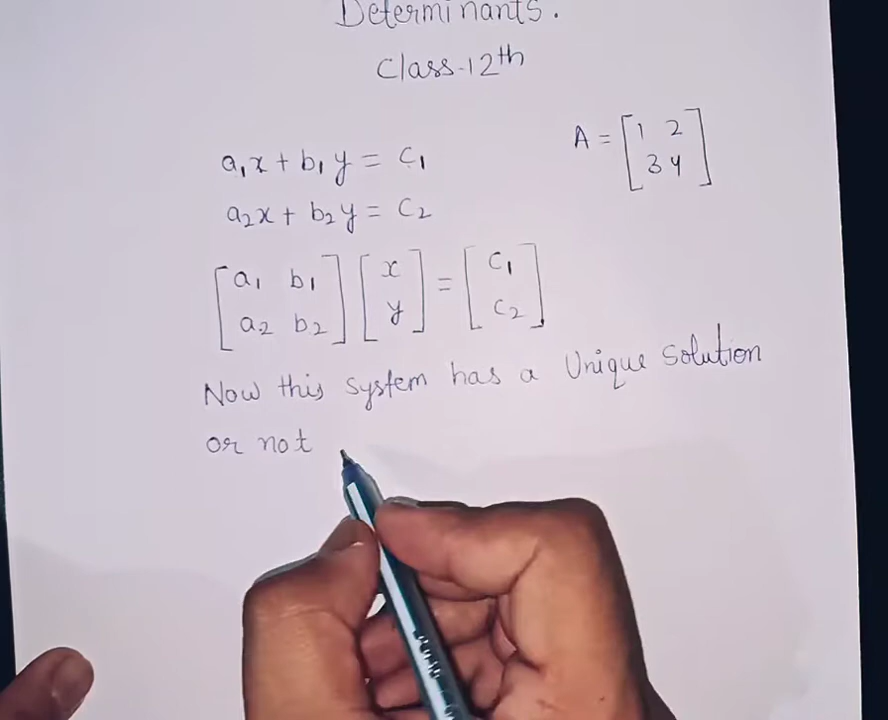 Determinants.
Class-12th
a₁x + b₁y = c₁
a₂x + b₂y = c₂
A = [1 2
3 4]
[a₁ b₁
a₂ b₂] [x
y] = [c₁
c₂]
Now this system has a Unique Solution
or not